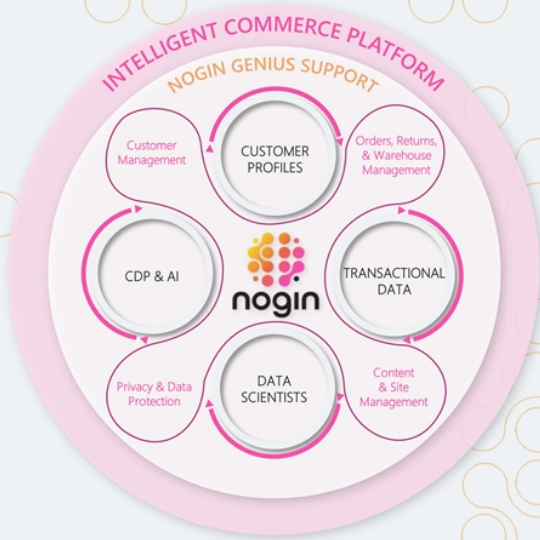 INTELLIGENT COMMERCE PLATFORM
NOGIN GENIUS SUPPORT
Customer
Management
CUSTOMER
PROFILES
Orders, Returns,
& Warehouse
Management
CDP & AI
nogin
TRANSACTIONAL
DATA
Privacy & Data
Protection
DATA
SCIENTISTS
Content
& Site
Management